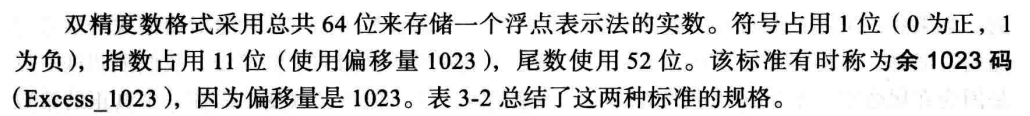 双精度数格式采用总共 64 位来存储一个浮点表示法的实数。符号占用 1 位（0 为正，1
为负），指数占用 11 位（使用偏移量 1023），尾数使用 52 位。该标准有时称为余 1023 码
（Excess_1023），因为偏移量是 1023。表 3-2 总结了这两种标准的规格。